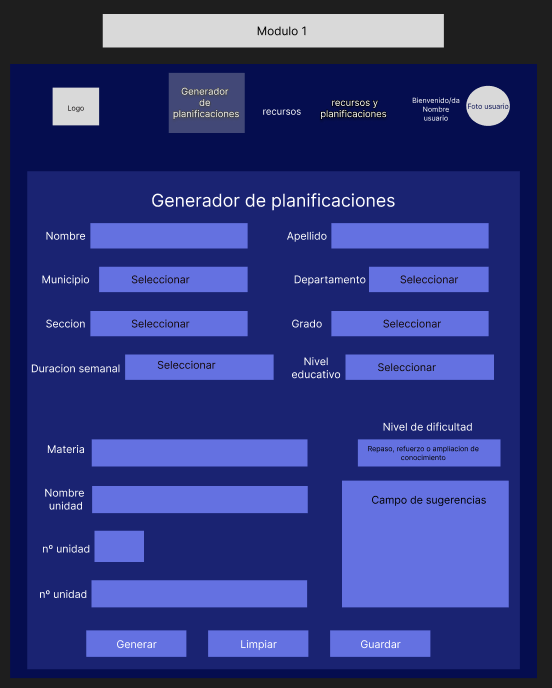 Modulo 1
Logo
Generador
de
planificaciones
recursos
recursos y
planificaciones
Bienvenido/da
Nombre
usuario
Foto usuario
Generador de planificaciones
Nombre
Apellido
Municipio
Seleccionar
Departamento
Seleccionar
Seccion
Seleccionar
Grado
Seleccionar
Duracion semanal
Seleccionar
Nivel
educativo
Seleccionar
Nivel de dificultad
Materia
Repaso, refuerzo o ampliacion de
conocimiento
Nombre
unidad
Campo de sugerencias
nº unidad
nº unidad
Generar
Limpiar
Guardar